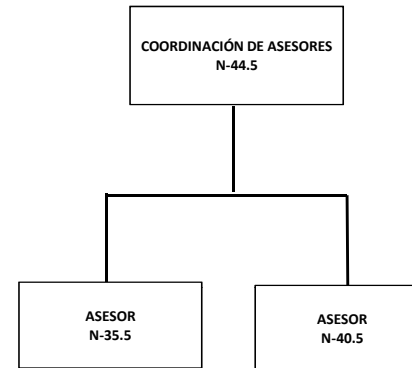 COORDINACIÓN DE ASESORES
N-44.5
ASESOR
N-35.5
ASESOR
N-40.5